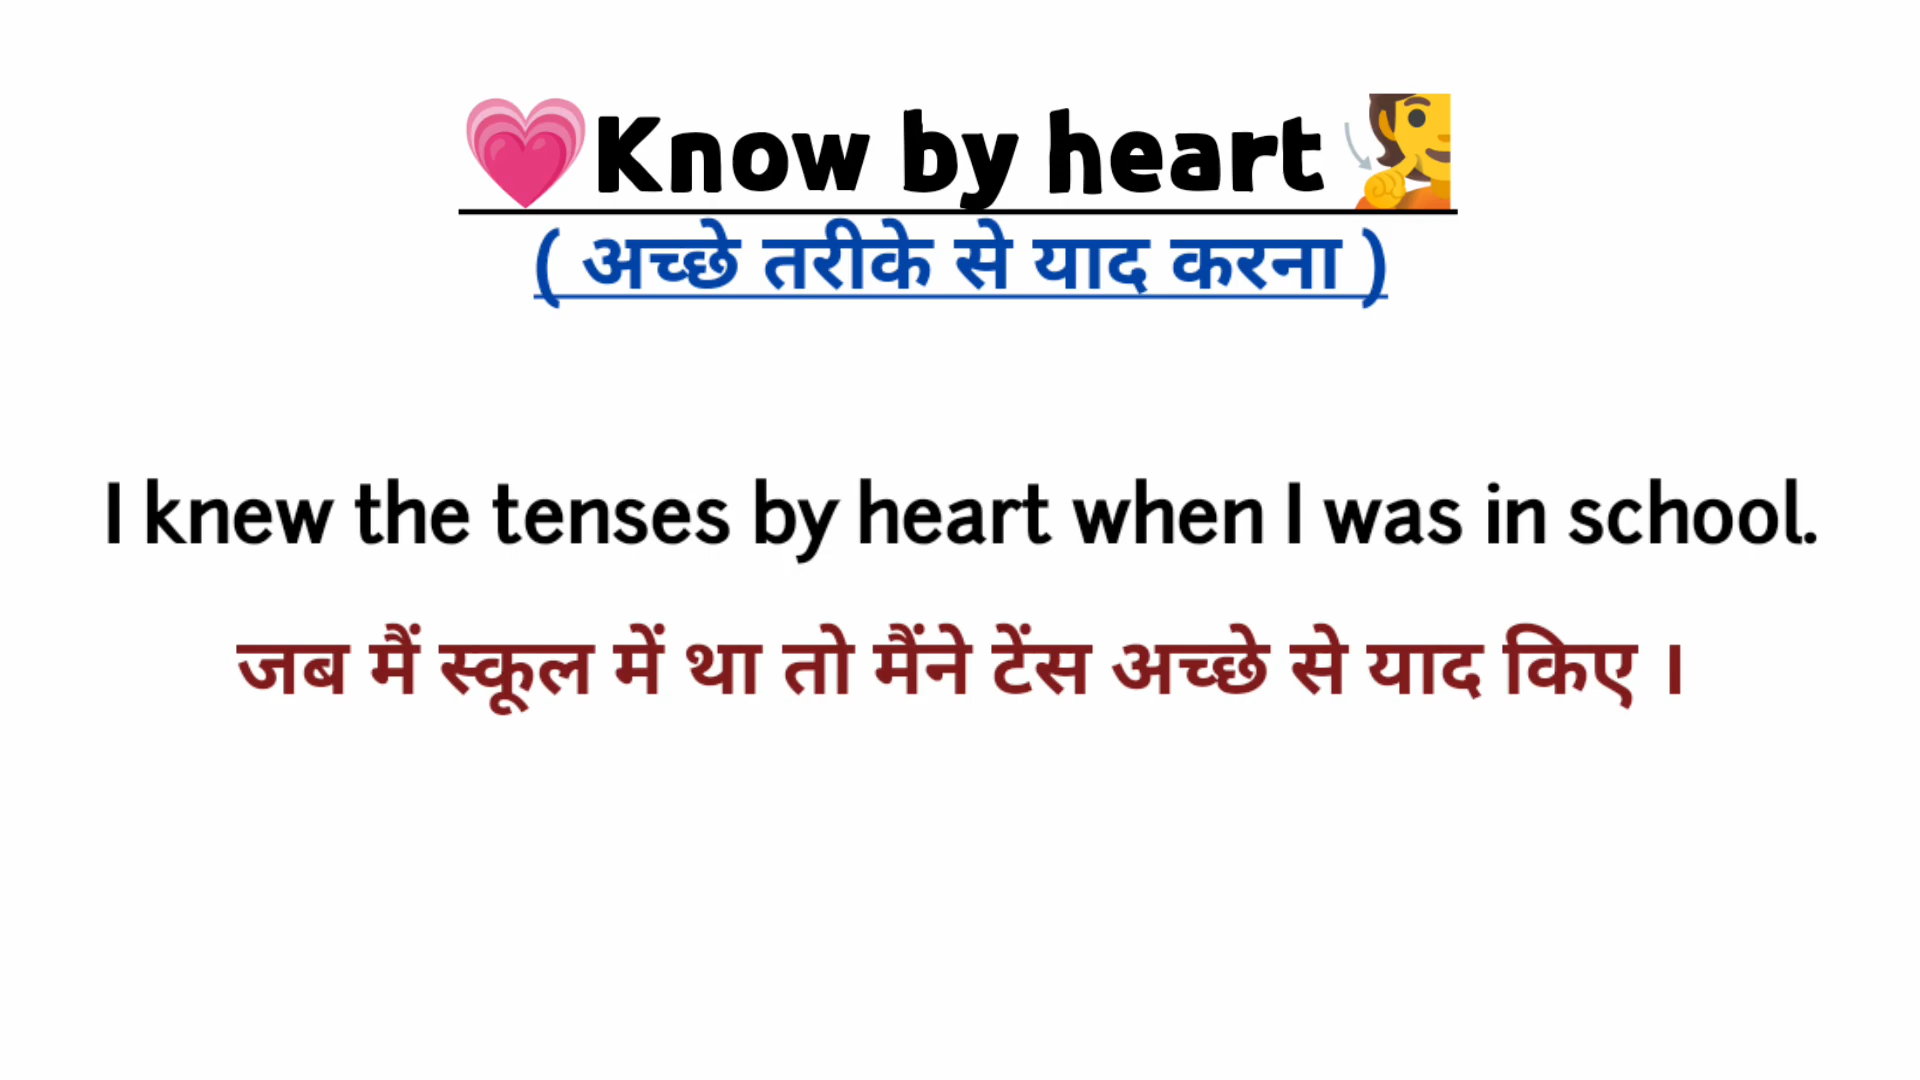 Know by heart
( अच्छे तरीके से याद करना )
I knew the tenses by heart when I was in school.
जब मैं स्कूल में था तो मैंने टेंस अच्छे से याद किए ।